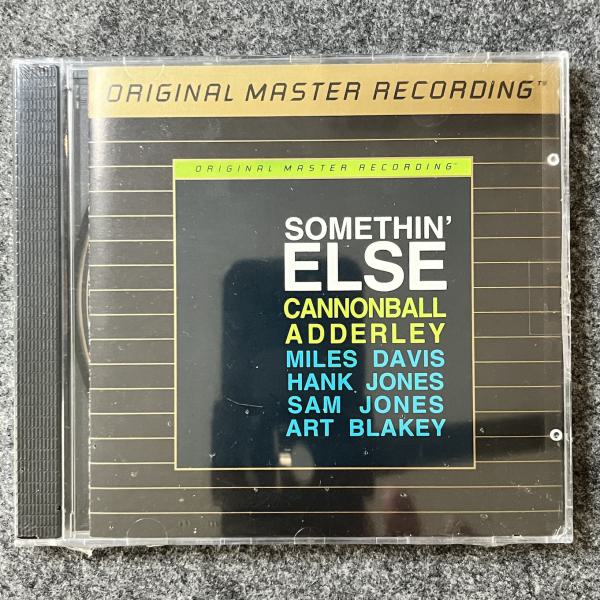 ORIGINAL MASTER RECORDING™
ORIGINAL MASTER RECORDING™
SOMETHIN'
ELSE
CANNONBALL
ADDERLEY
MILES DAVIS
HANK JONES
SAM JONES
ART BLAKEY